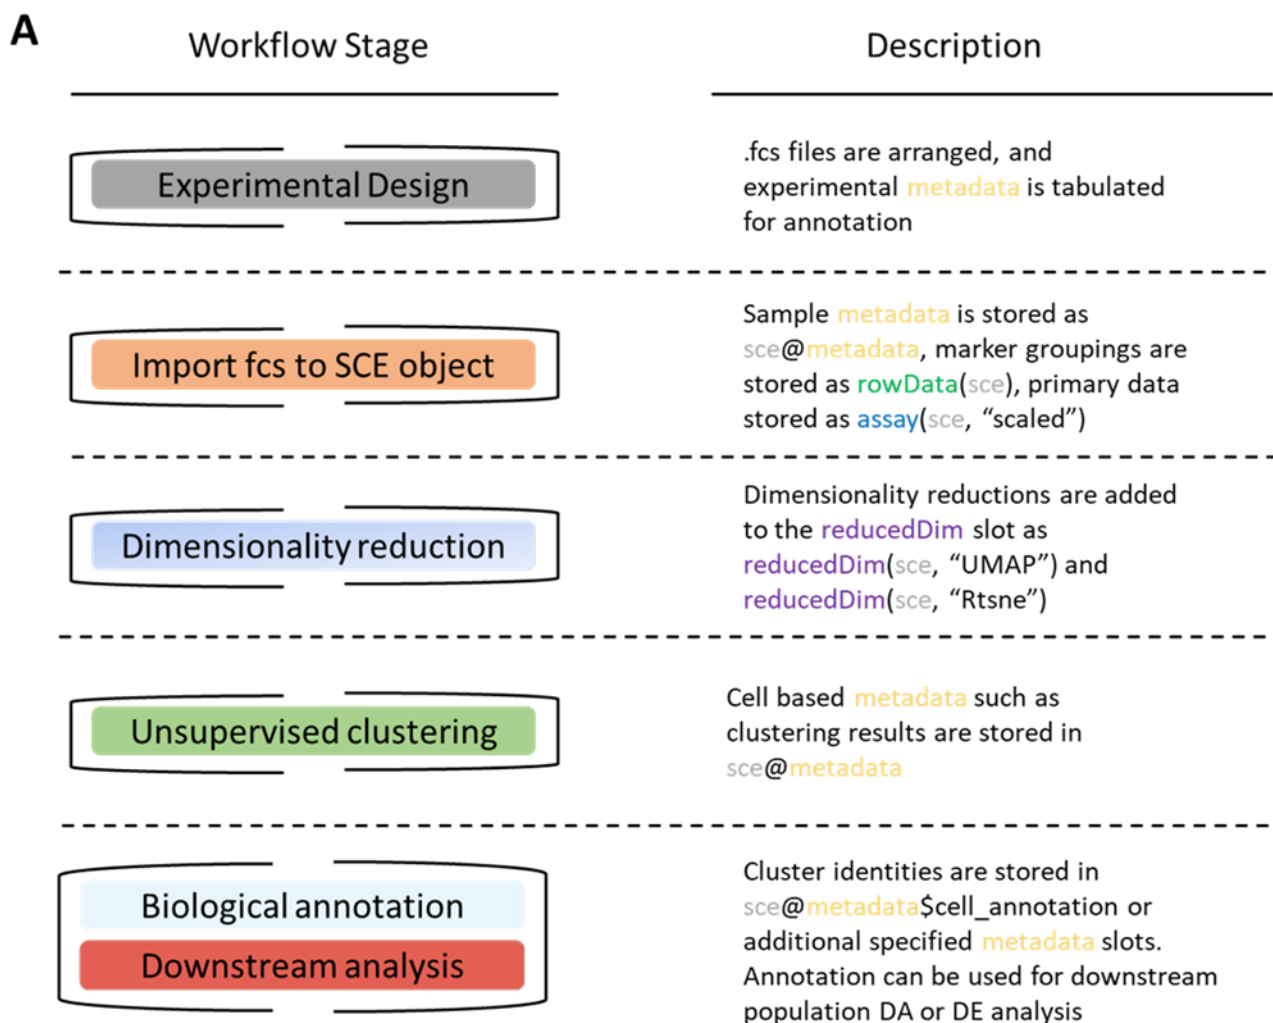 A
Workflow Stage
Description
Experimental Design
.fcs files are arranged, and
experimental metadata is tabulated
for annotation
Import fcs to SCE object
Sample metadata is stored as
sce@metadata, marker groupings are
stored as rowData(sce), primary data
stored as assay(sce, “scaled”)
Dimensionality reduction
Dimensionality reductions are added
to the reducedDim slot as
reducedDim(sce, “UMAP”) and
reducedDim(sce, “Rtsne”)
Unsupervised clustering
Cell based metadata such as
clustering results are stored in
sce@metadata
Biological annotation
Downstream analysis
Cluster identities are stored in
sce@metadata$cell_annotation or
additional specified metadata slots.
Annotation can be used for downstream
population DA or DE analysis